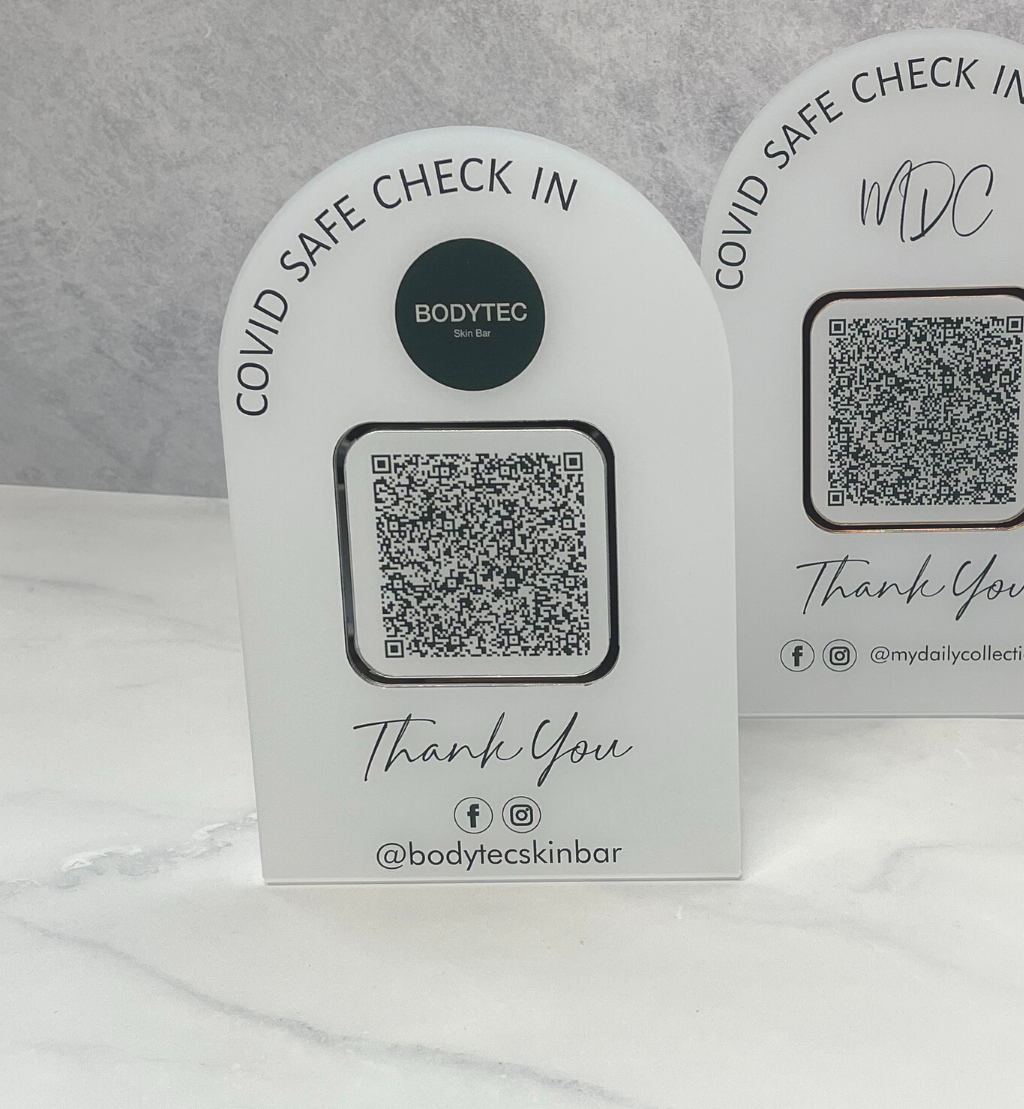 COVID SAFE CHECK IN
BODYTEC
Skin Bar
Thank You
@bodytecskinbar
COVID SAFE CHECK IN
MDC
Thank You
@mydailycollecti